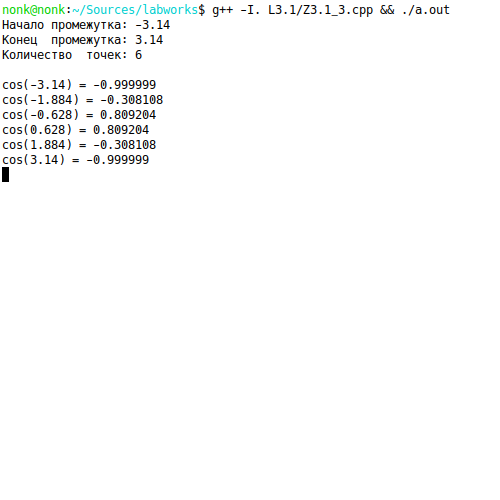 nonk@nonk:~/Sources/labworks$ g++ -I. L3.1/Z3.1_3.cpp && ./a.out
Начало промежутка: -3.14
Конец  промежутка: 3.14
Количество  точек: 6
cos(-3.14) = -0.999999
cos(-1.884) = -0.308108
cos(-0.628) = 0.809204
cos(0.628) = 0.809204
cos(1.884) = -0.308108
cos(3.14) = -0.999999